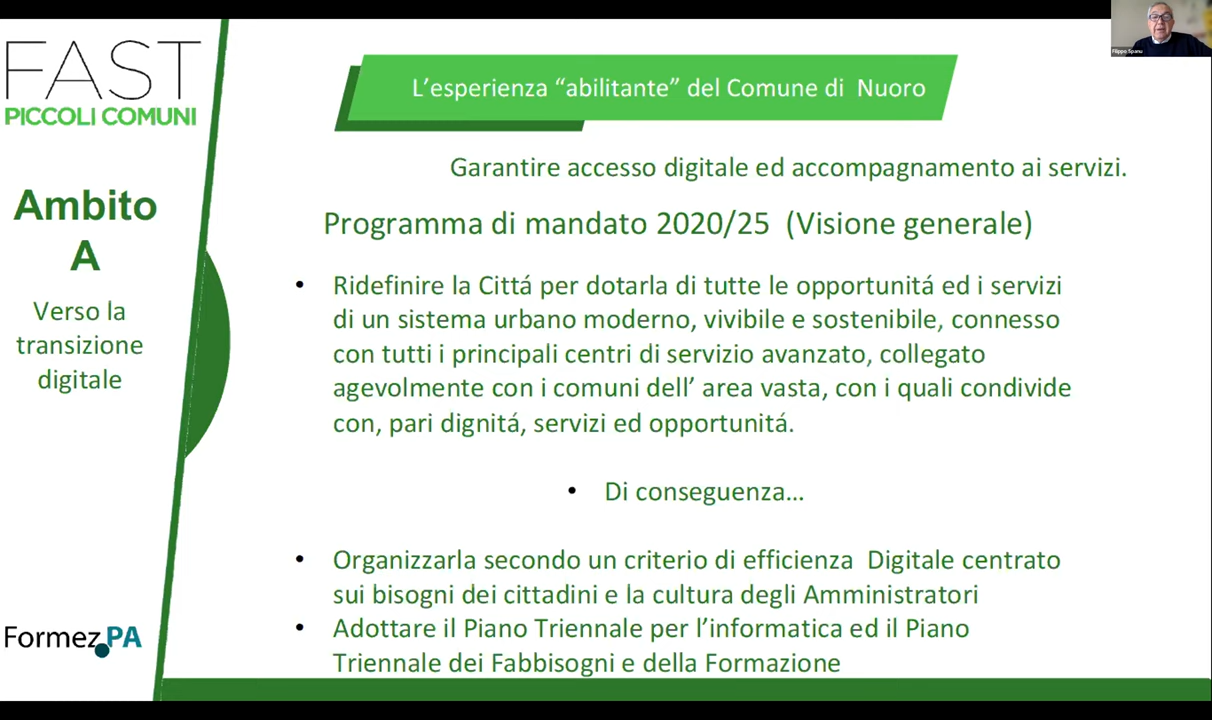 Filippo Spanu
FAST
PICCOLI COMUNI
L'esperienza “abilitante” del Comune di Nuoro
Garantire accesso digitale ed accompagnamento ai servizi.
Ambito
A
Verso la
transizione
digitale
Programma di mandato 2020/25 (Visione generale)
• Ridefinire la Cittá per dotarla di tutte le opportunitá ed i servizi
di un sistema urbano moderno, vivibile e sostenibile, connesso
con tutti i principali centri di servizio avanzato, collegato
agevolmente con i comuni dell’ area vasta, con i quali condivide
con, pari dignitá, servizi ed opportunitá.
• Di conseguenza...
• Organizzarla secondo un criterio di efficienza Digitale centrato
sui bisogni dei cittadini e la cultura degli Amministratori
• Adottare il Piano Triennale per l’informatica ed il Piano
Triennale dei Fabbisogni e della Formazione
Formez.PA